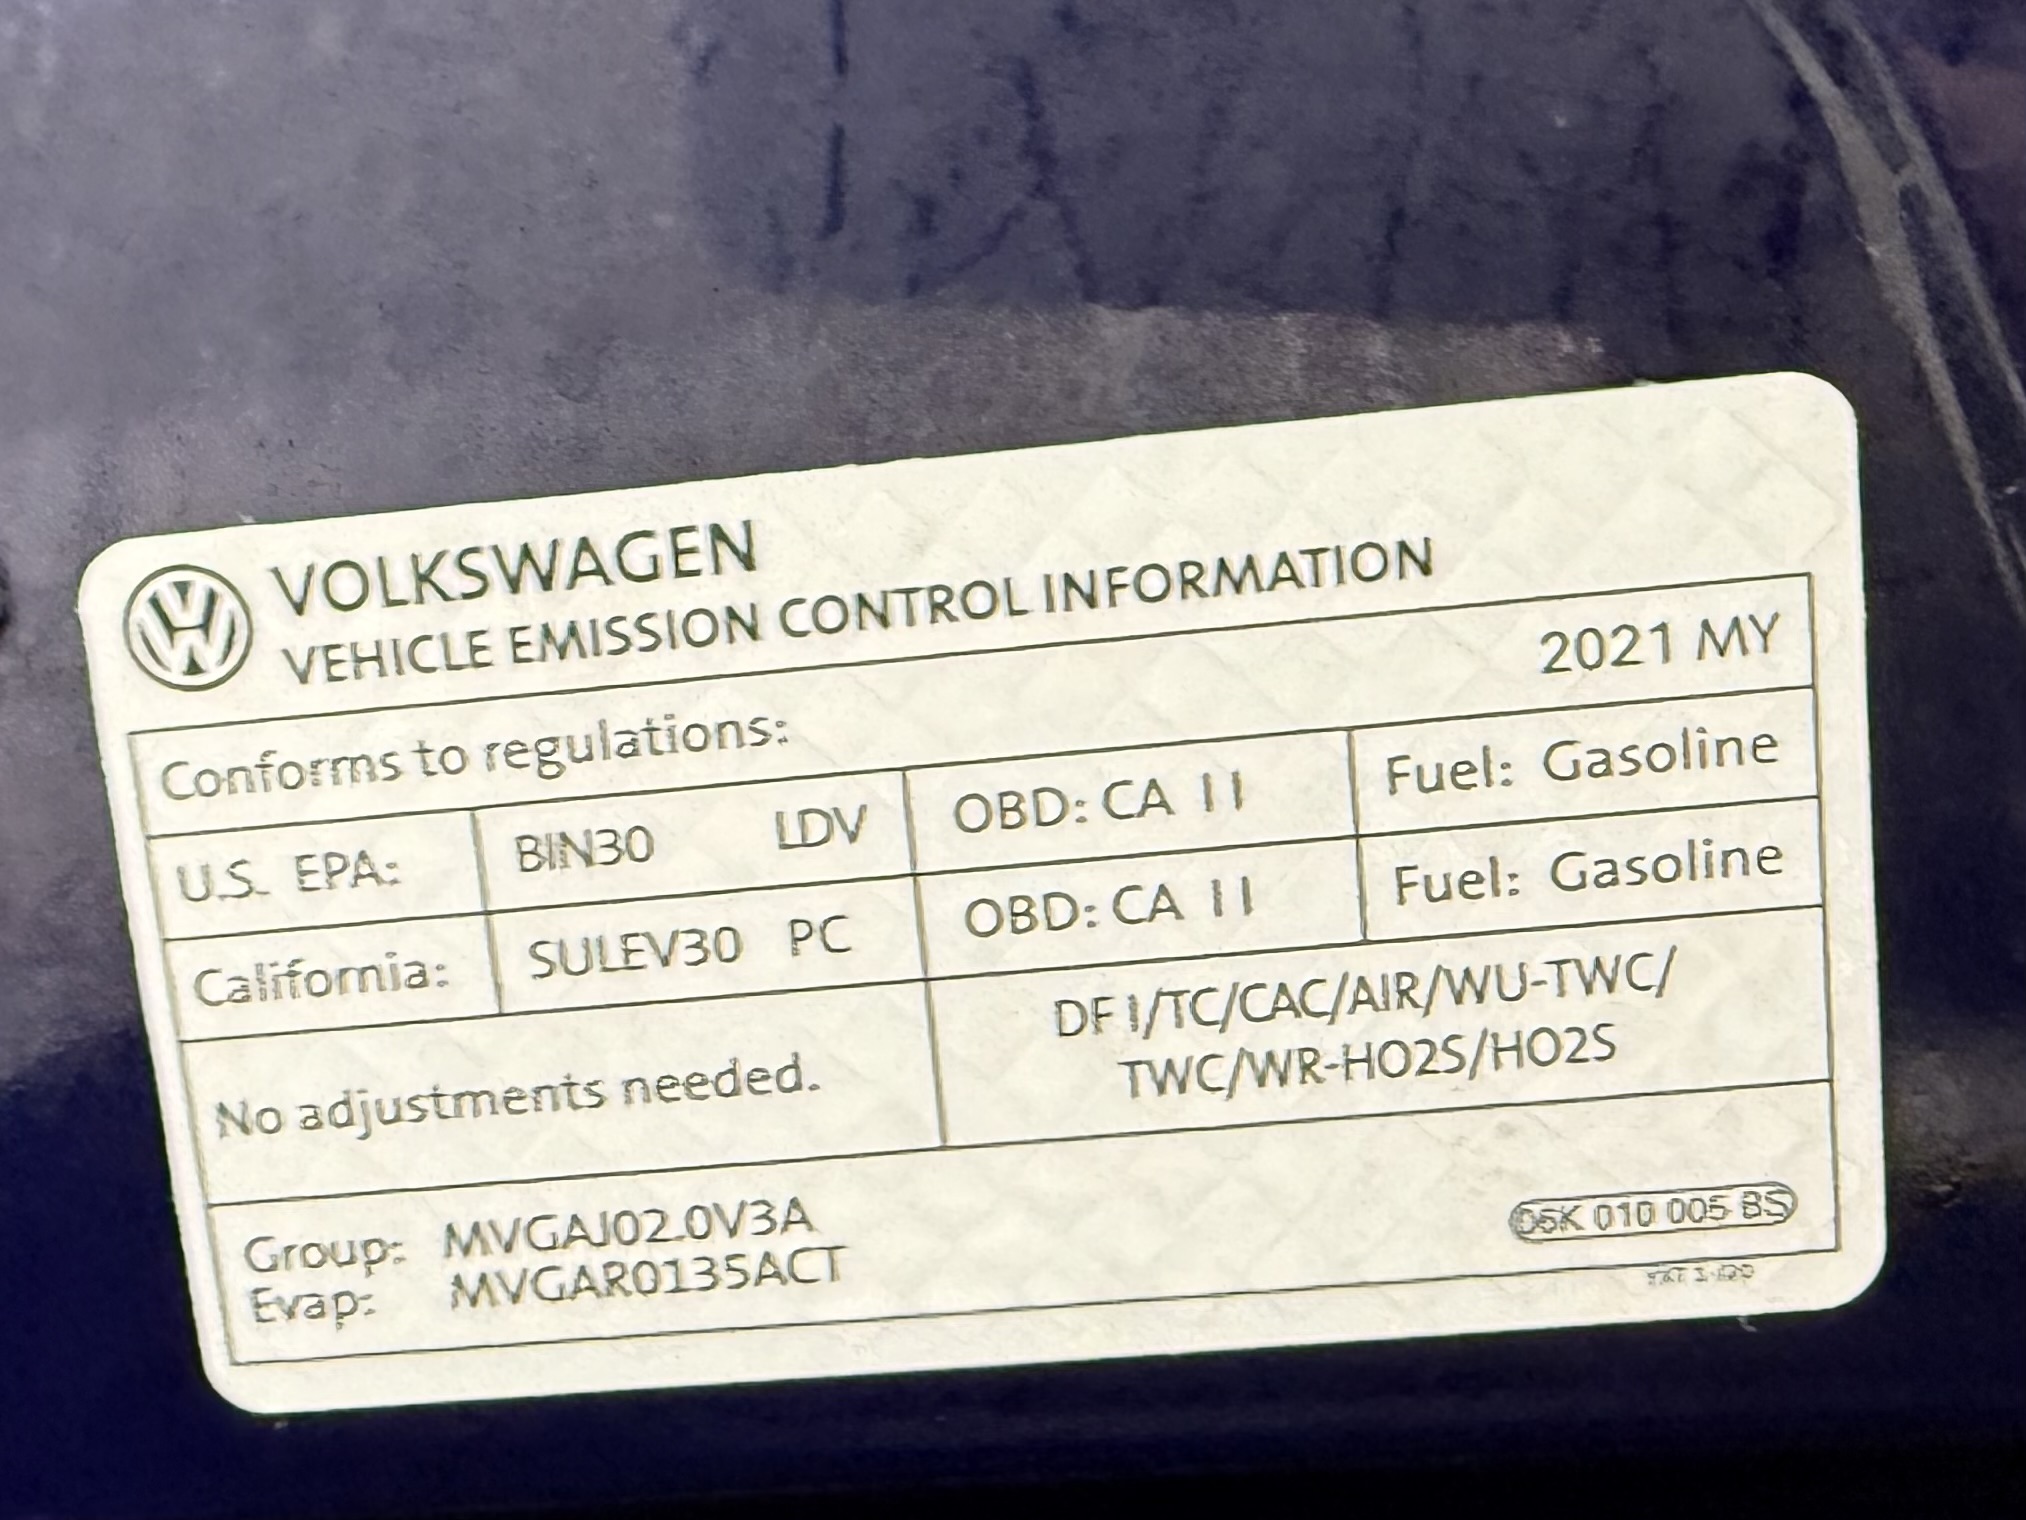 VOLKSWAGEN
VEHICLE EMISSION CONTROL INFORMATION
Conforms to regulations: 2021 MY
U.S. EPA: BIN30 LDV OBD: CA II Fuel: Gasoline
California: SULEV30 PC OBD: CA II Fuel: Gasoline
No adjustments needed.
DFI/TC/CAC/AIR/WU-TWC/
TWC/WR-HO2S/HO2S
Group: MVGAJ02.0V3A
Evap: MVGAR0135ACT
06K 010 005 BS